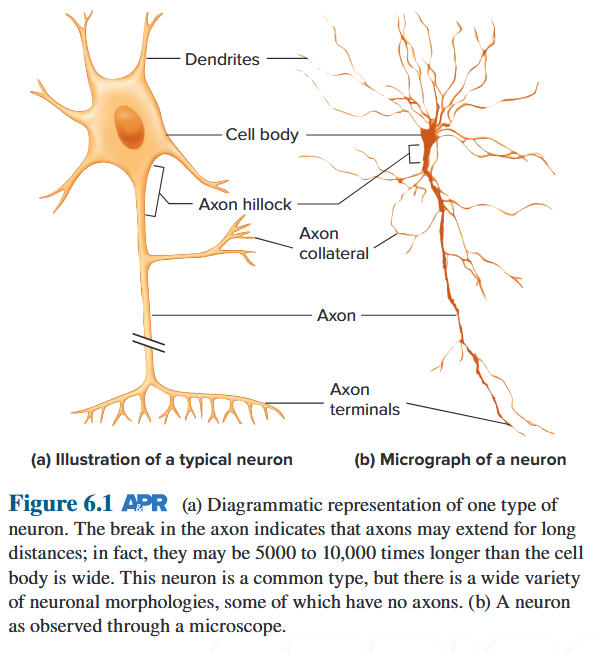 Dendrites
Cell body
Axon hillock
Axon
collateral
Axon
Axon
terminals
(a) Illustration of a typical neuron
(b) Micrograph of a neuron
Figure 6.1 AP&R (a) Diagrammatic representation of one type of
neuron. The break in the axon indicates that axons may extend for long
distances; in fact, they may be 5000 to 10,000 times longer than the cell
body is wide. This neuron is a common type, but there is a wide variety
of neuronal morphologies, some of which have no axons. (b) A neuron
as observed through a microscope.